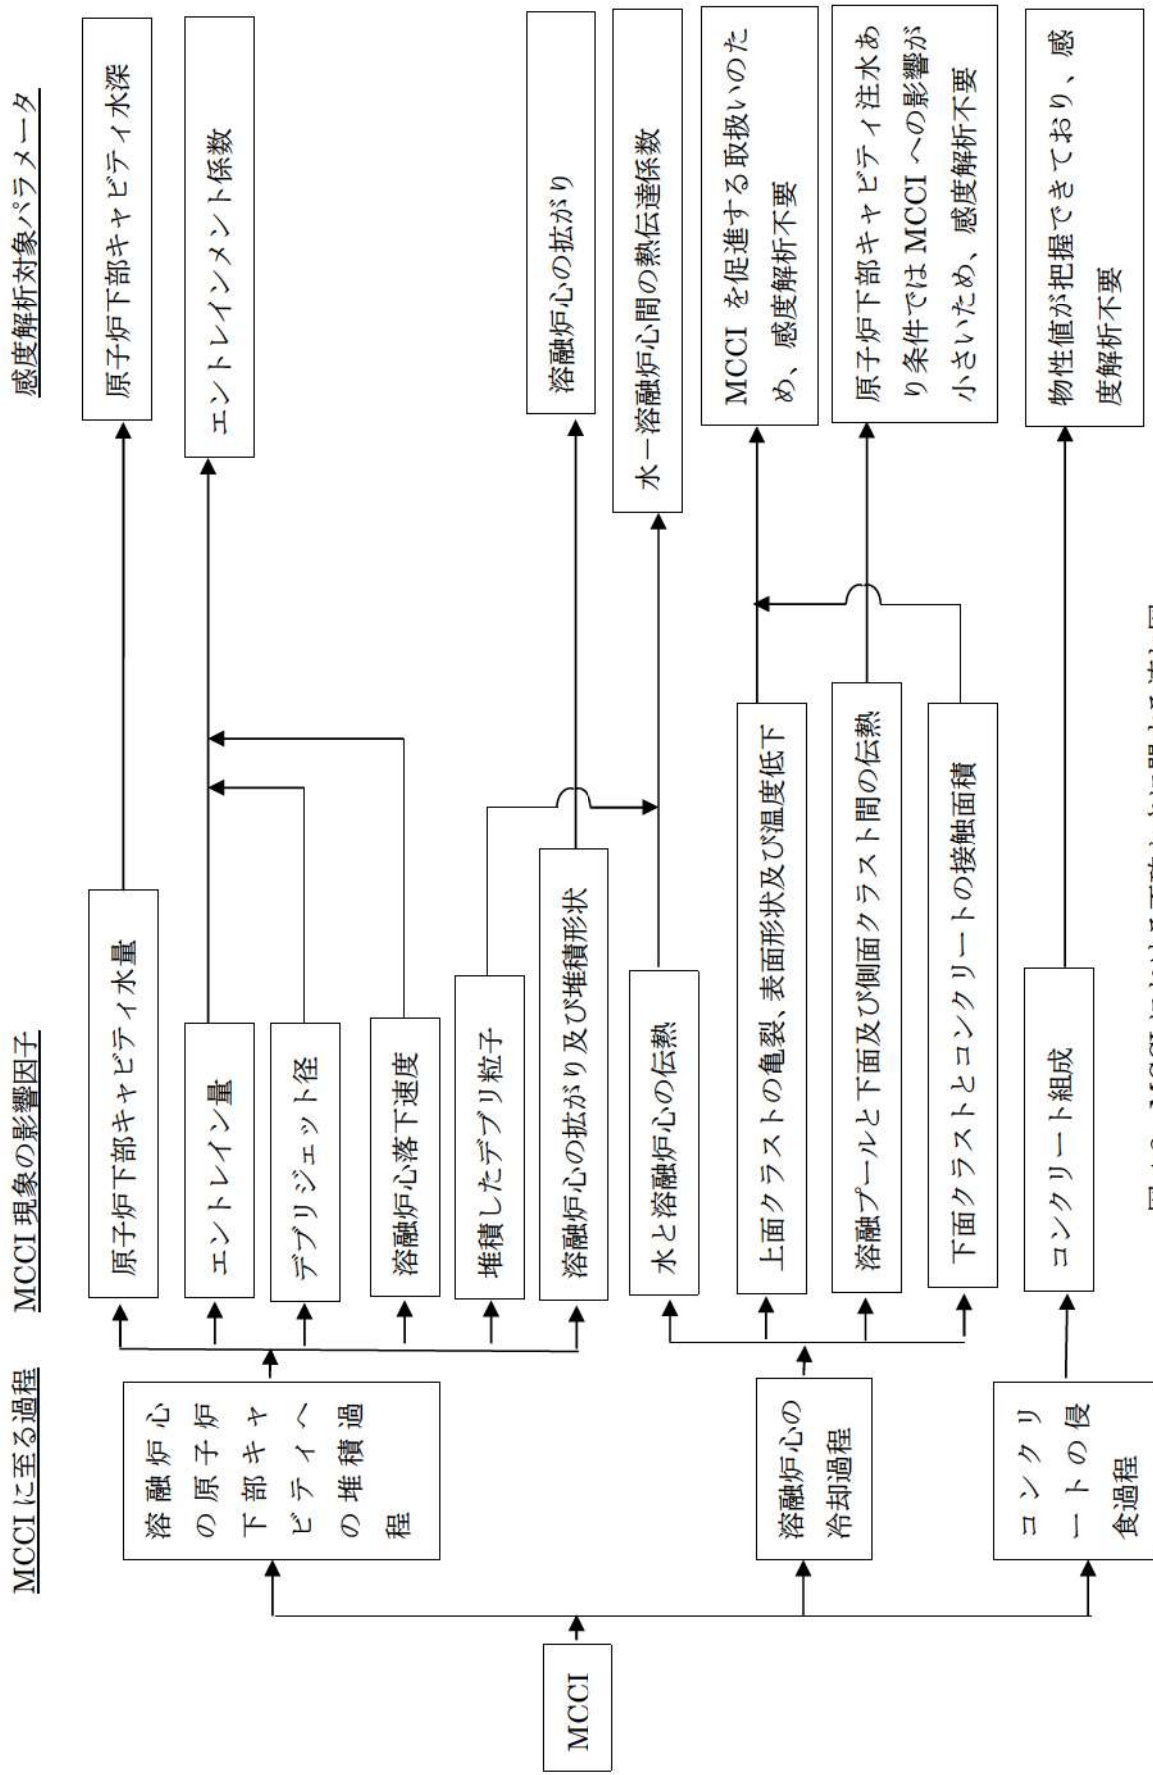 MCCI に至る過程
MCCI 現象の影響因子
感度解析対象パラメータ
MCCI
溶融炉心
の原子炉
下部キャ
ビティへ
の堆積過
程
溶融炉心の
冷却過程
コンクリ
ートの侵
食過程
原子炉下部キャビティ水量
エントレイン量
デブリジェット径
溶融炉心落下速度
堆積したデブリ粒子
溶融炉心の拡がり及び堆積形状
水と溶融炉心の伝熱
上面クラストの亀裂、表面形状及び温度低下
溶融プールと下面及び側面クラスト間の伝熱
下面クラストとコンクリートの接触面積
コンクリート組成
原子炉下部キャビティ水深
エントレインメント係数
溶融炉心の拡がり
水－溶融炉心間の熱伝達係数
MCCI を促進する取扱いのた
め、感度解析不要
原子炉下部キャビティ注水あ
り条件では MCCI への影響が
小さいため、感度解析不要
物性値が把握できており、感
度解析不要